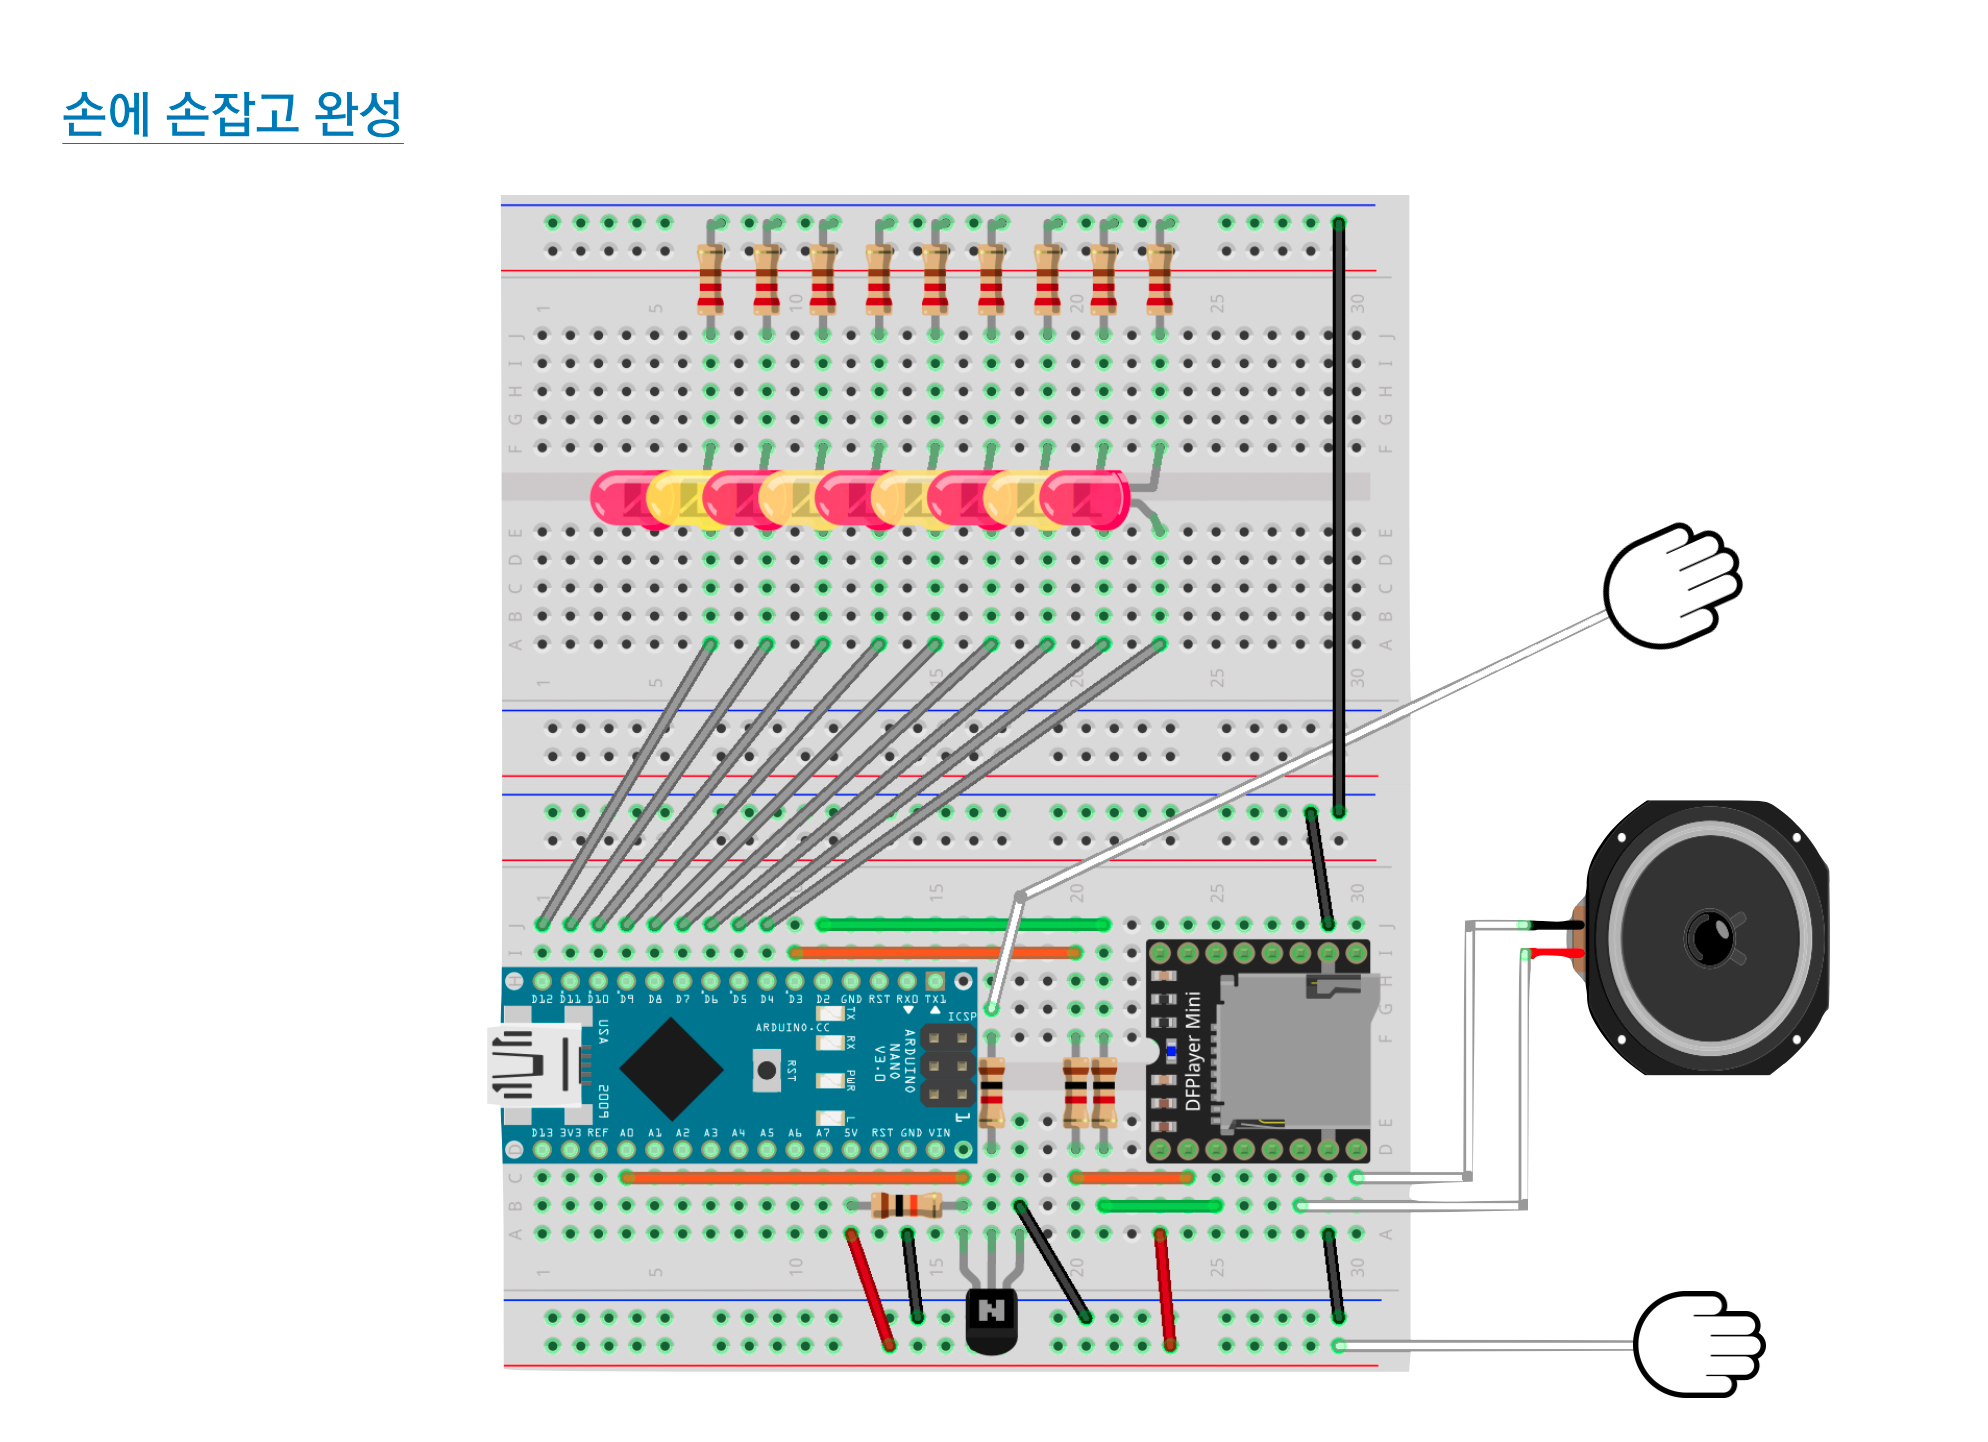 손에 손잡고 완성
1 5 10 20 25 30
J J
I I
H H
G G
F F
E E
D D
C C
B B
A A
1 5 15 20 25 30
1 15 20 25 30
J J
I I
H H
D12 D11 D10 D9 D8 D7 D6 D5 D4 D3 D2 GND RST RX0 TX1
TX
RX
PWR
L
USA
2009
RST
ARDUINO.CC
ARDUINO
NANO
V3.0
ICSP
1
G
F
DFPlayer Mini
E
D13 3V3 REF A0 A1 A2 A3 A4 A5 A6 A7 5V RST GND VIN
D D
C C
B B
A A
N
1 5 10 15 20 25 30